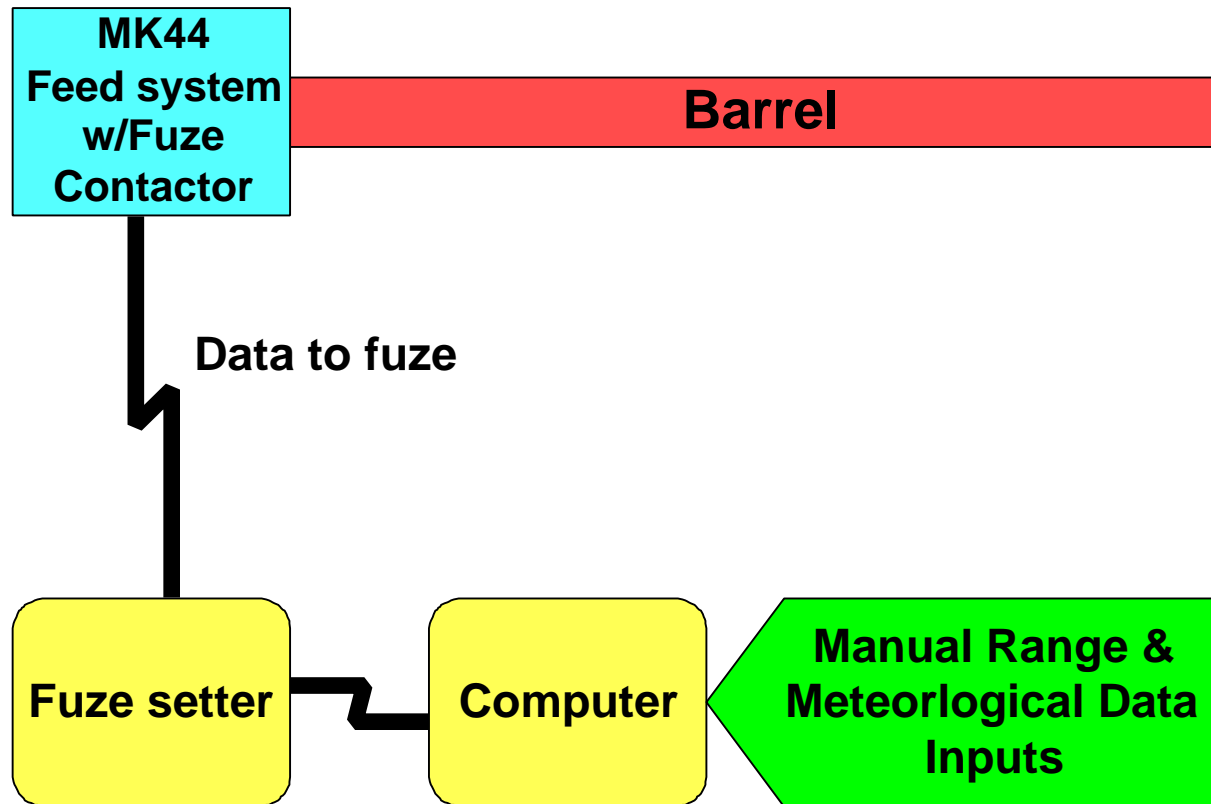 MK44
Feed system
w/Fuze
Contactor
Barrel
Data to fuze
Fuze setter
Computer
Manual Range &
Meteorlogical Data
Inputs